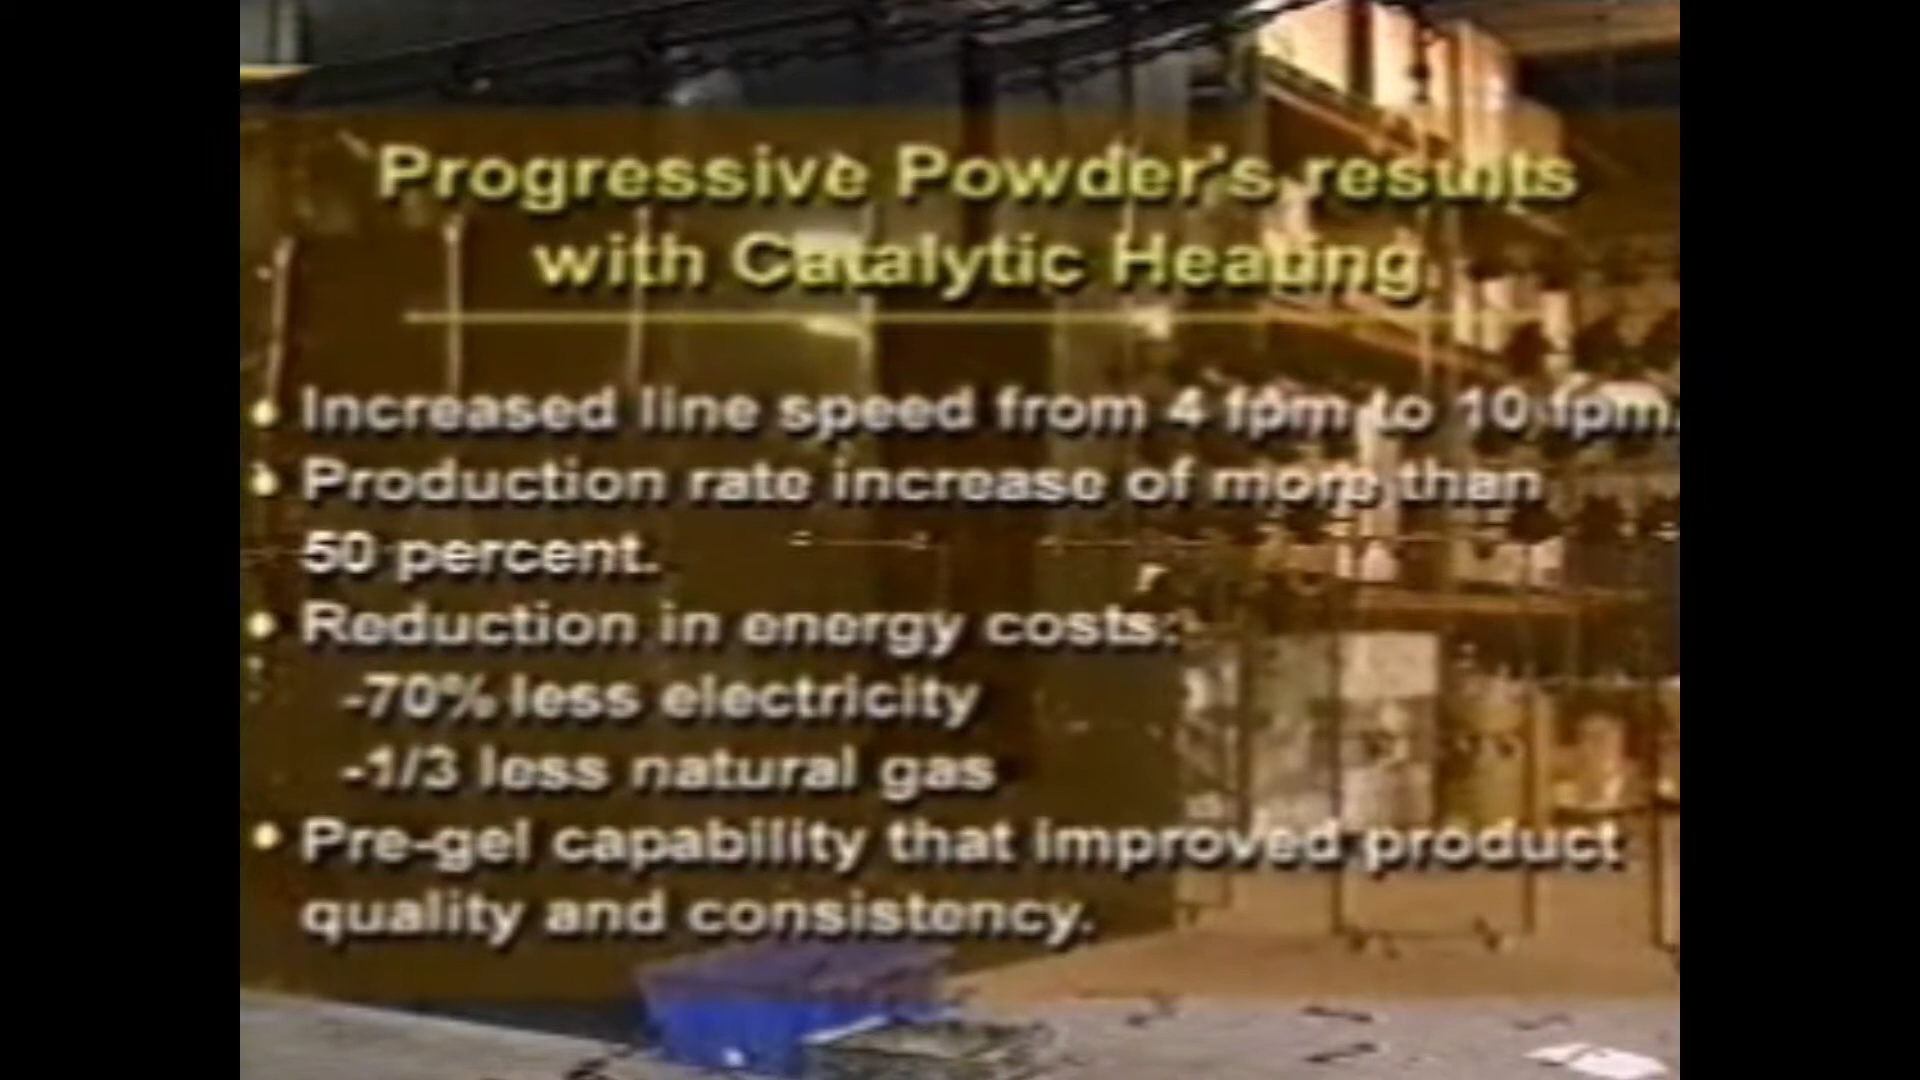 Progressive Powder's results
with Catalytic Heating
• Increased line speed from 4 fpm to 10 fpm.
• Production rate increase of more than
50 percent.
• Reduction in energy costs:
-70% less electricity
-1/3 less natural gas
• Pre-gel capability that improved product
quality and consistency.